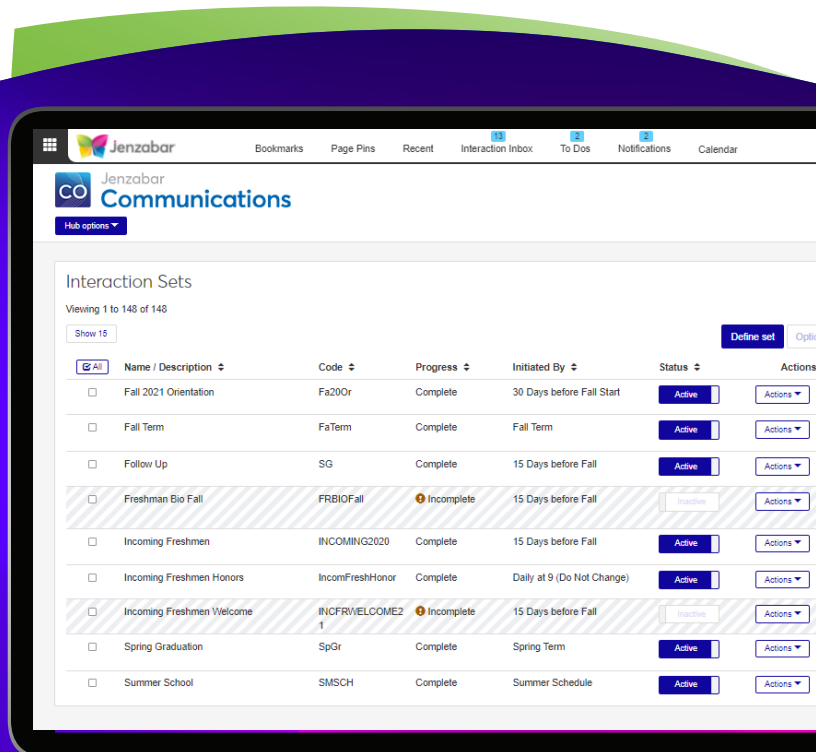 Jenzabar Bookmarks Page Pins Recent 13 Interaction Inbox 2 To Dos 2 Notifications Calendar
CO Jenzabar
Communications
Hub options
Interaction Sets
Viewing 1 to 148 of 148
Show 15
Define set
All Name / Description Code Progress Initiated By Status Actions
Fall 2021 Orientation Fa20Or Complete 30 Days before Fall Start Active Actions
Fall Term FaTerm Complete Fall Term Active Actions
Follow Up SG Complete 15 Days before Fall Active Actions
Freshman Bio Fall FRBIOFall Incomplete 15 Days before Fall Inactive Actions
Incoming Freshmen INCOMING2020 Complete 15 Days before Fall Active Actions
Incoming Freshmen Honors IncomFreshHonor Complete Daily at 9 (Do Not Change) Active Actions
Incoming Freshmen Welcome INCFRWELCOME2 Incomplete 15 Days before Fall Inactive Actions
1
Spring Graduation SpGr Complete Spring Term Active Actions
Summer School SMSCH Complete Summer Schedule Active Actions